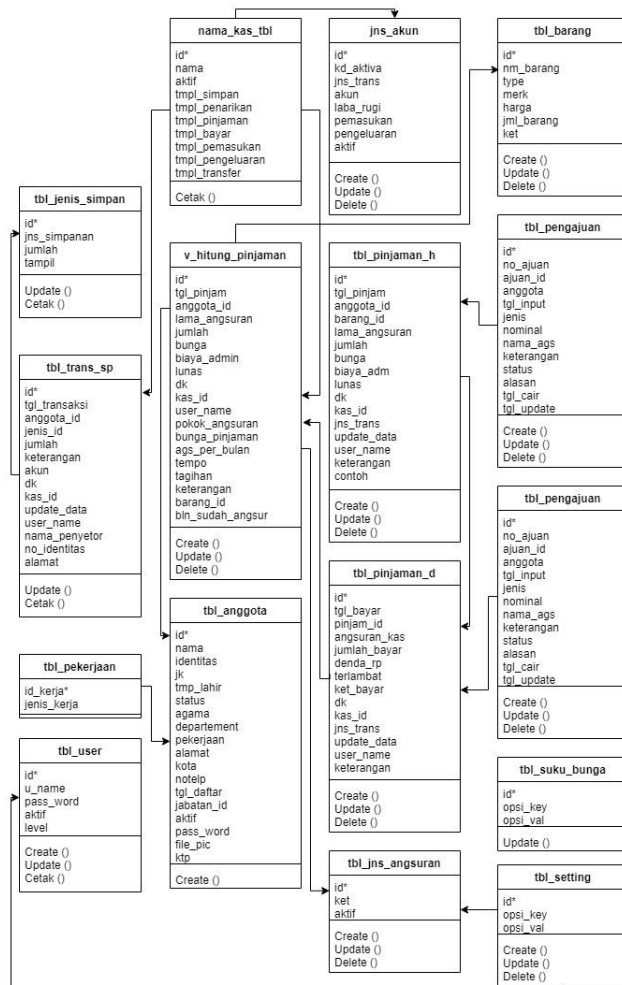 nama_kas_tbl
id*
nama
aktif
tmpl_simpan
tmpl_penarikan
tmpl_pinjaman
tmpl_bayar
tmpl_pemasukan
tmpl_pengeluaran
tmpl_transfer
Cetak ()
jns_akun
id*
kd_aktiva
jns_trans
akun
laba_rugi
pemasukan
pengeluaran
aktif
Create ()
Update ()
Delete ()
tbl_barang
id*
nm_barang
type
merk
harga
jml_barang
ket
Create ()
Update ()
Delete ()
tbl_jenis_simpan
id*
jns_simpanan
jumlah
tampil
Update ()
Cetak ()
v_hitung_pinjaman
id*
tgl_pinjam
anggota_id
lama_angsuran
jumlah
bunga
biaya_admin
lunas
dk
kas_id
user_name
pokok_angsuran
bunga_pinjaman
ags_per_bulan
tempo
tagihan
keterangan
barang_id
bln_sudah_angsur
Create ()
Update ()
Delete ()
tbl_pinjaman_h
id*
tgl_pinjam
anggota_id
barang_id
lama_angsuran
jumlah
bunga
biaya_adm
lunas
dk
kas_id
jns_trans
update_data
user_name
keterangan
contoh
Create ()
Update ()
Delete ()
tbl_pengajuan
id*
no_ajuan
ajuan_id
anggota
tgl_input
jenis
nominal
nama_ags
keterangan
status
alasan
tgl_cair
tgl_update
Create ()
Update ()
Delete ()
tbl_trans_sp
id*
tgl_transaksi
anggota_id
jenis_id
jumlah
keterangan
akun
dk
kas_id
update_data
user_name
nama_penyetor
no_identitas
alamat
Update ()
Cetak ()
tbl_pengajuan
id*
no_ajuan
ajuan_id
anggota
tgl_input
jenis
nominal
nama_ags
keterangan
status
alasan
tgl_cair
tgl_update
Create ()
Update ()
Delete ()
tbl_pinjaman_d
id*
tgl_bayar
pinjam_id
angsuran_kas
jumlah_bayar
denda_rp
terlambat
ket_bayar
dk
kas_id
jns_trans
update_data
user_name
keterangan
Create ()
Update ()
Delete ()
tbl_anggota
id*
nama
identitas
jk
tmp_lahir
status
agama
departement
pekerjaan
alamat
kota
notelp
tgl_daftar
jabatan_id
aktif
pass_word
file_pic
ktp
Create ()
tbl_pekerjaan
id_kerja*
jenis_kerja
tbl_user
id*
u_name
pass_word
aktif
level
Create ()
Update ()
Cetak ()
tbl_suku_bunga
id*
opsi_key
opsi_val
Update ()
tbl_jns_angsuran
id*
ket
aktif
Create ()
Update ()
Delete ()
tbl_setting
id*
opsi_key
opsi_val
Create ()
Update ()
Delete ()